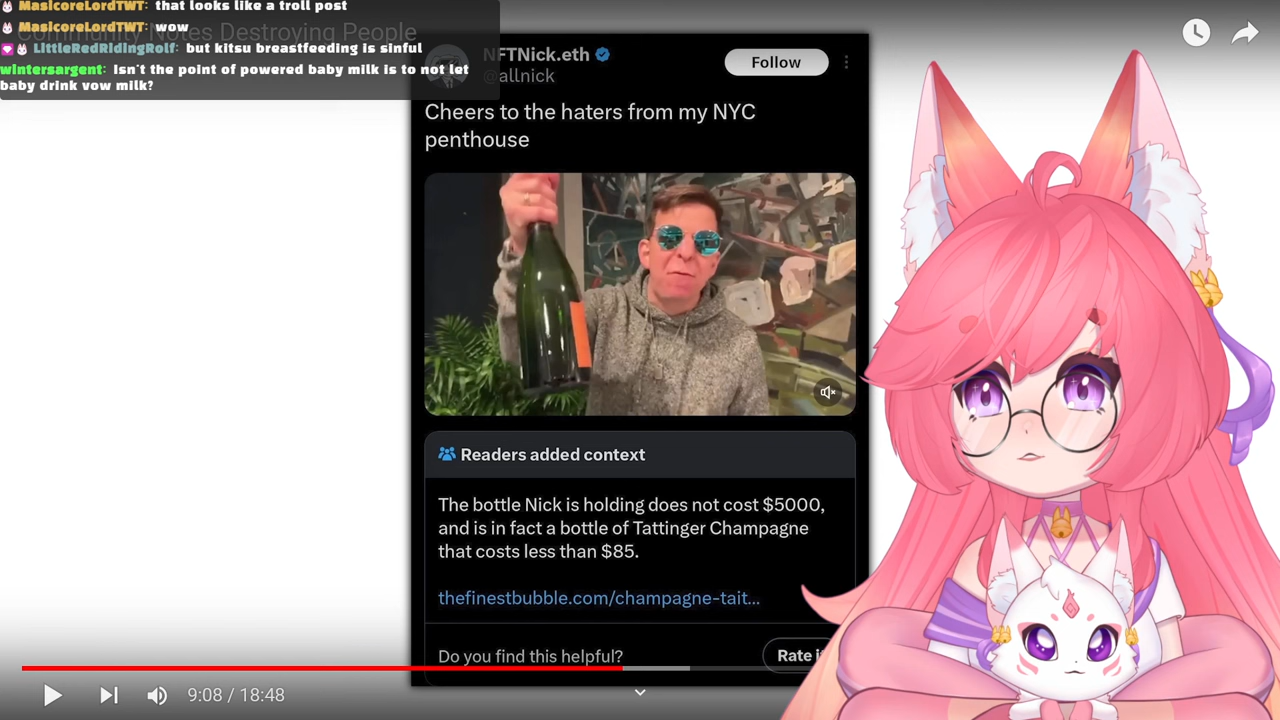 MasicoreLordTWT: that looks like a troll post
MasicoreLordTWT: wow
Community Notes Destroying People
LittleRedRidingRolf: but kitsu breastfeeding is sinful
wintersargent: Isn't the point of powered baby milk is to not let
baby drink vow milk?
NFTNick.eth
@allnick
Follow
Cheers to the haters from my NYC
penthouse
Readers added context
The bottle Nick is holding does not cost $5000,
and is in fact a bottle of Tattinger Champagne
that costs less than $85.
thefinestbubble.com/champagne-tait...
Do you find this helpful?
Rate i
9:08 / 18:48